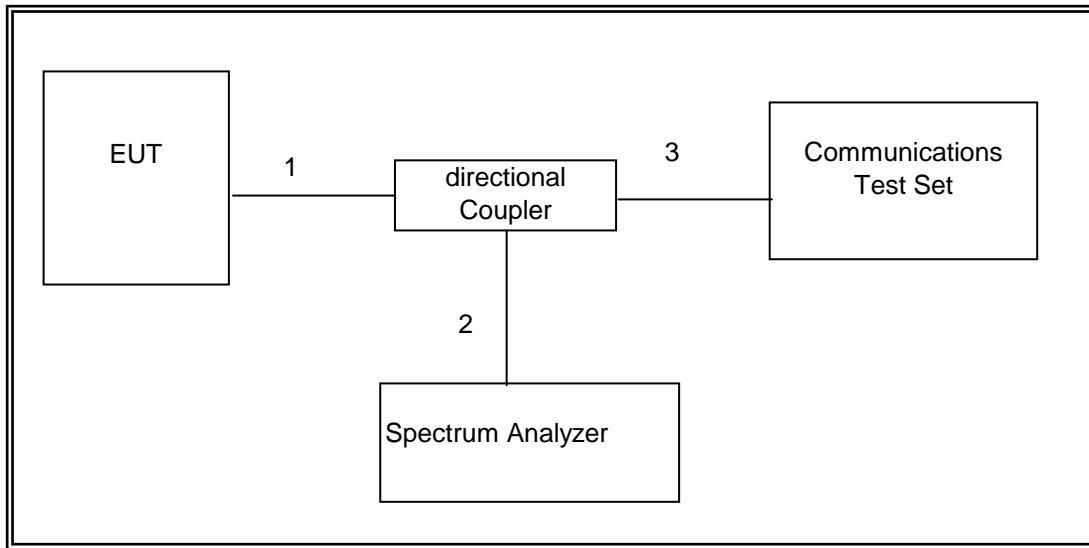 EUT
1
directional
Coupler
3
Communications
Test Set
2
Spectrum Analyzer